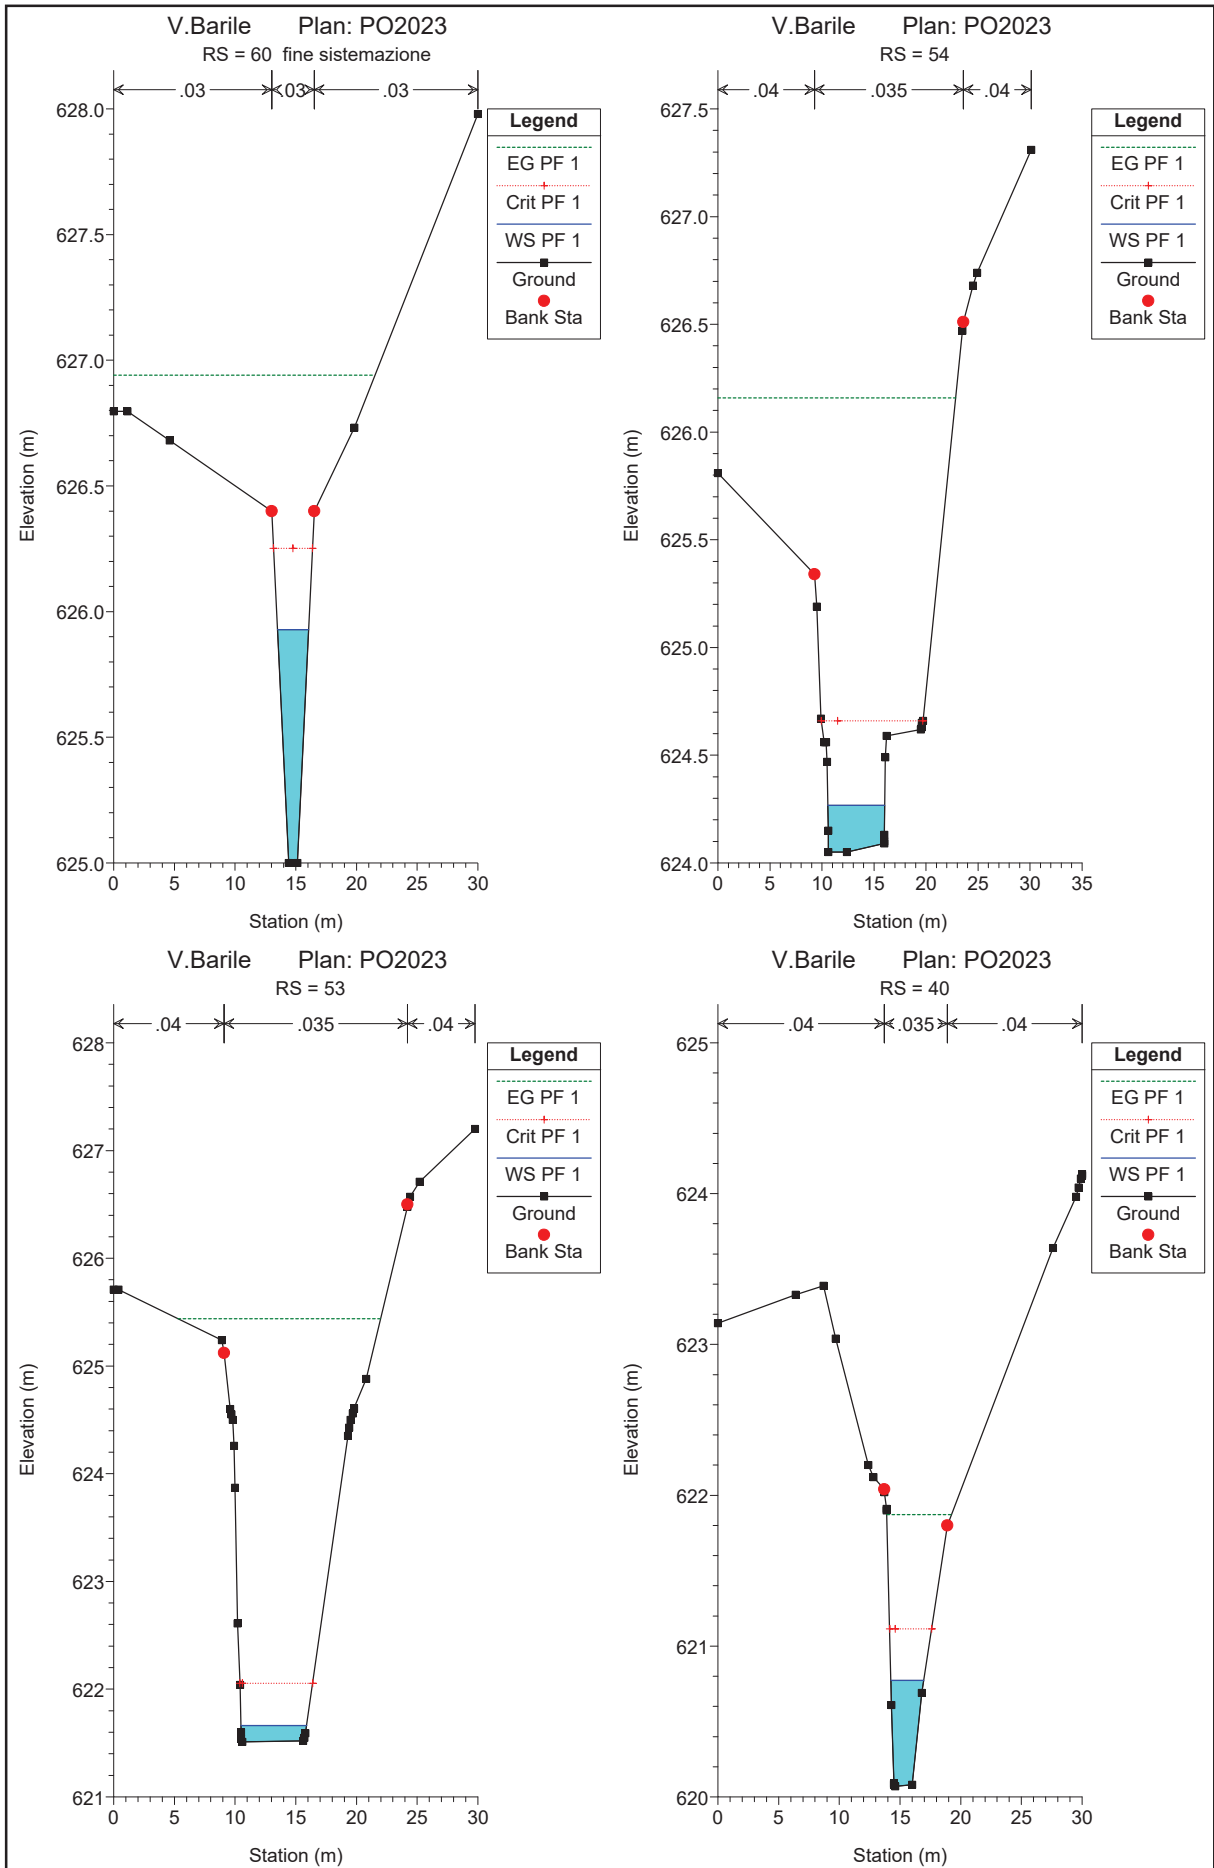 V.Barile Plan: PO2023
RS = 60 fine sistemazione
.03 .03 .03
628.0
627.5
627.0
626.5
626.0
625.5
625.0
Elevation (m)
0 5 10 15 20 25 30
Station (m)
Legend
EG PF 1
Crit PF 1
WS PF 1
Ground
Bank Sta
V.Barile Plan: PO2023
RS = 54
.04 .035 .04
627.5
627.0
626.5
626.0
625.5
625.0
624.5
624.0
Elevation (m)
0 5 10 15 20 25 30 35
Station (m)
Legend
EG PF 1
Crit PF 1
WS PF 1
Ground
Bank Sta
V.Barile Plan: PO2023
RS = 53
.04 .035 .04
628
627
626
625
624
623
622
621
Elevation (m)
0 5 10 15 20 25 30
Station (m)
Legend
EG PF 1
Crit PF 1
WS PF 1
Ground
Bank Sta
V.Barile Plan: PO2023
RS = 40
.04 .035 .04
625
624
623
622
621
620
Elevation (m)
0 5 10 15 20 25 30
Station (m)
Legend
EG PF 1
Crit PF 1
WS PF 1
Ground
Bank Sta